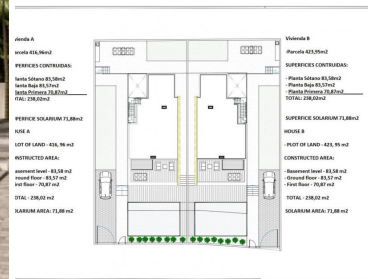 ienda A
arcela 416,96m2
PERFICIES CONTRUIDAS:
lanta Sótano 83,58m2
lanta Baja 83,57m2
lanta Primera 70,87m2
TAL: 238,02m2
PERFICIE SOLARIUM 71,88m2
USE A
LOT OF LAND - 416, 96 m2
NSTRUCTED AREA:
asement level - 83,58 m2
round floor - 83,57 m2
irst floor - 70,87 m2
OTAL - 238,02 m2
LARIUM AREA: 71,88 m2
Vivienda B
-Parcela 423,95m2
SUPERFICIES CONTRUIDAS:
- Planta Sótano 83,58m2
- Planta Baja 83,57m2
- Planta Primera 70,87m2
TOTAL: 238,02m2
SUPERFICIE SOLARIUM 71,88m2
HOUSE B
- PLOT OF LAND - 423, 95 m2
CONSTRUCTED AREA:
- Basement level - 83,58 m2
- Ground floor - 83,57 m2
- First floor - 70,87 m2
TOTAL - 238,02 m2
SOLARIUM AREA: 71,88 m2